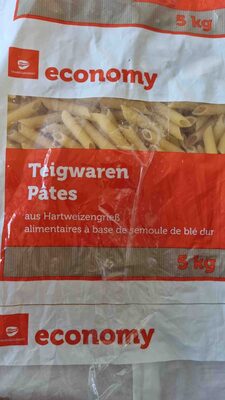 5 kg
economy
Teigwaren
Pâtes
aus Hartweizengrieß
alimentaires à base de semoule de blé dur
5 kg
economy